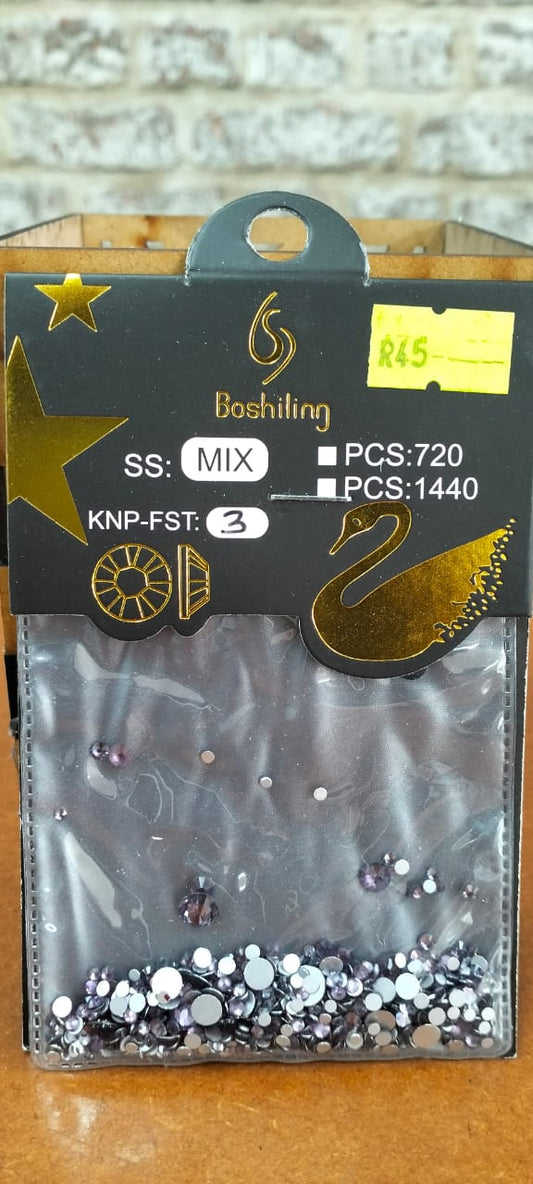 R45
Boshiling
SS: MIX
PCS:720
PCS:1440
KNP-FST: 3